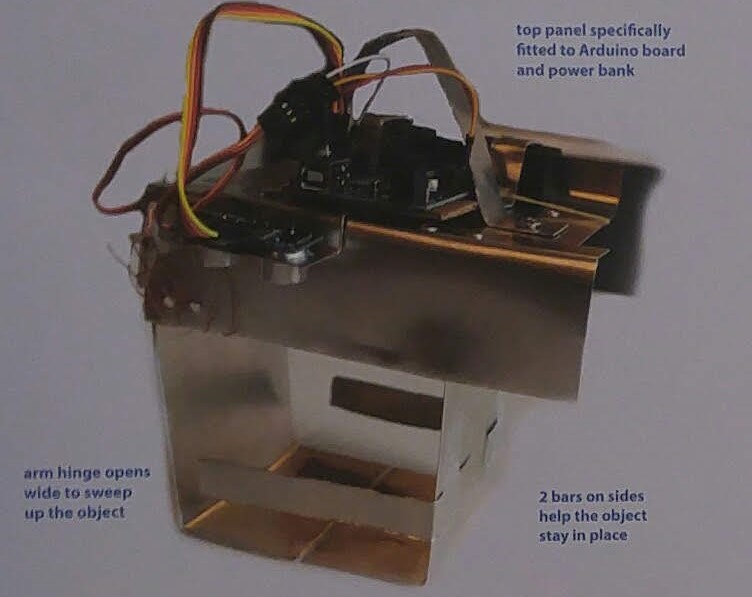 top panel specifically
fitted to Arduino board
and power bank
arm hinge opens
wide to sweep
up the object
2 bars on sides
help the object
stay in place